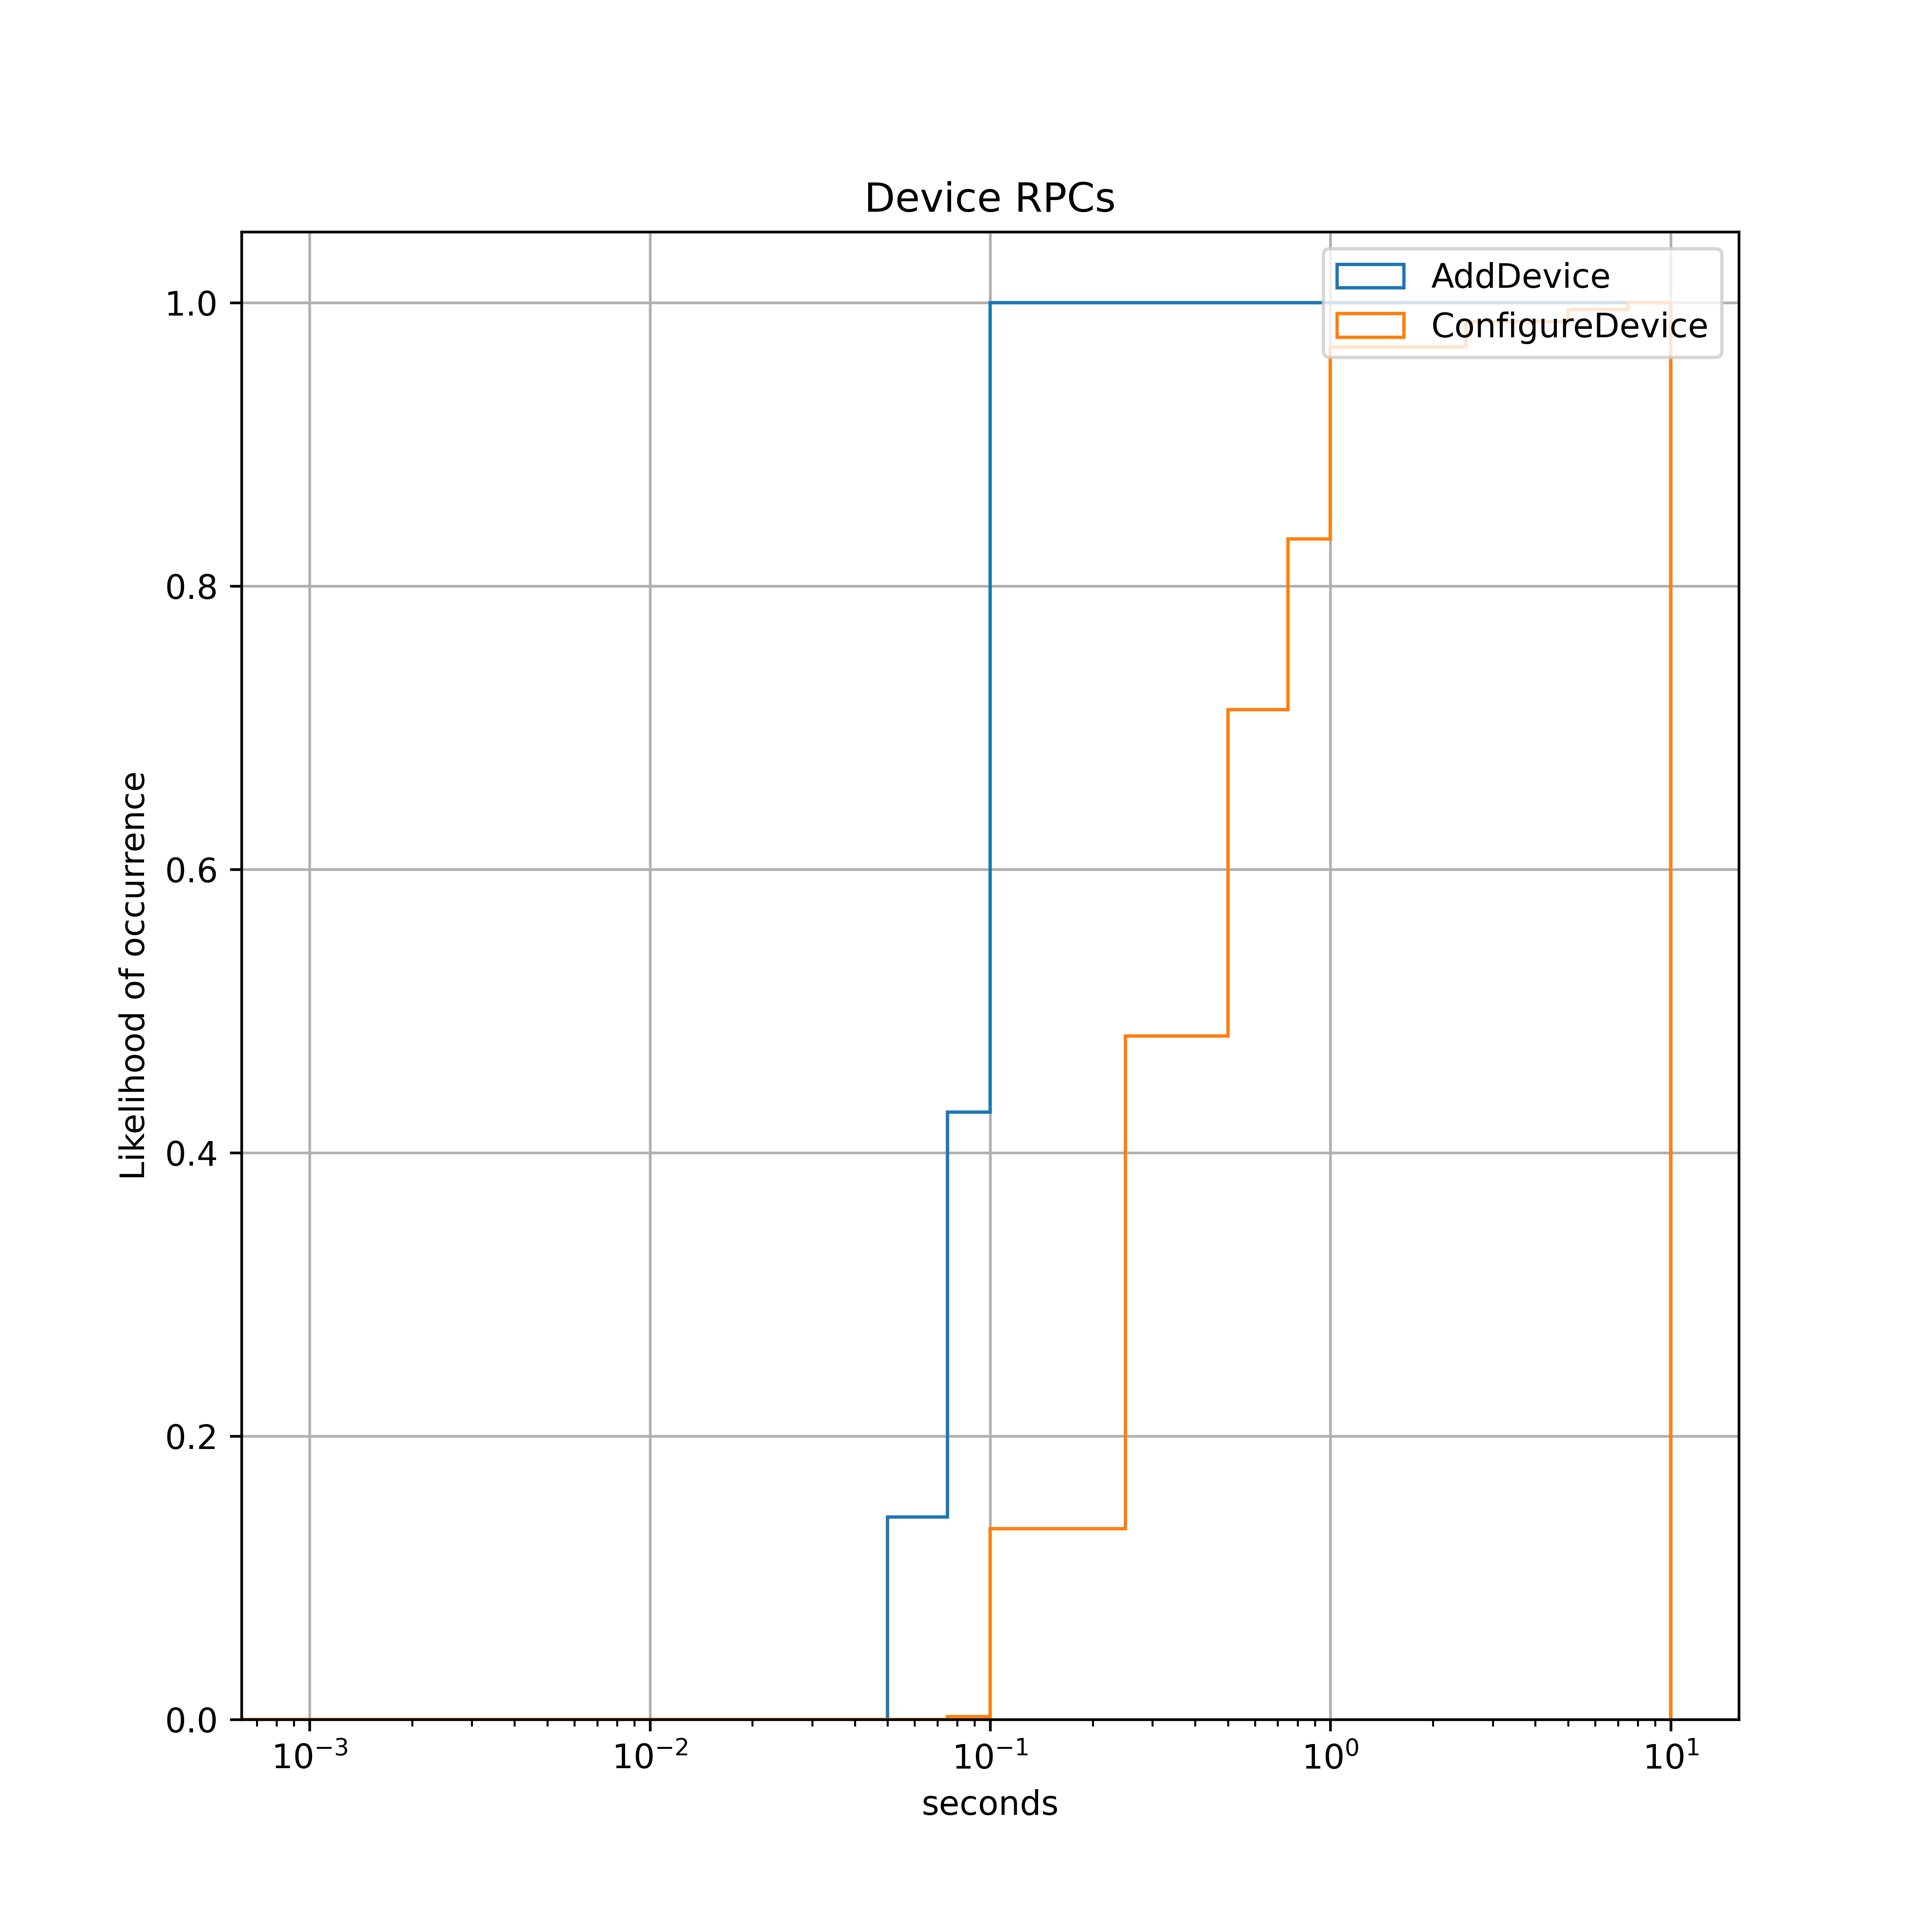 Device RPCs
AddDevice
ConfigureDevice
1.0
0.8
0.6
0.4
0.2
0.0
Likelihood of occurrence
10⁻³ 10⁻² 10⁻¹ 10⁰ 10¹
seconds